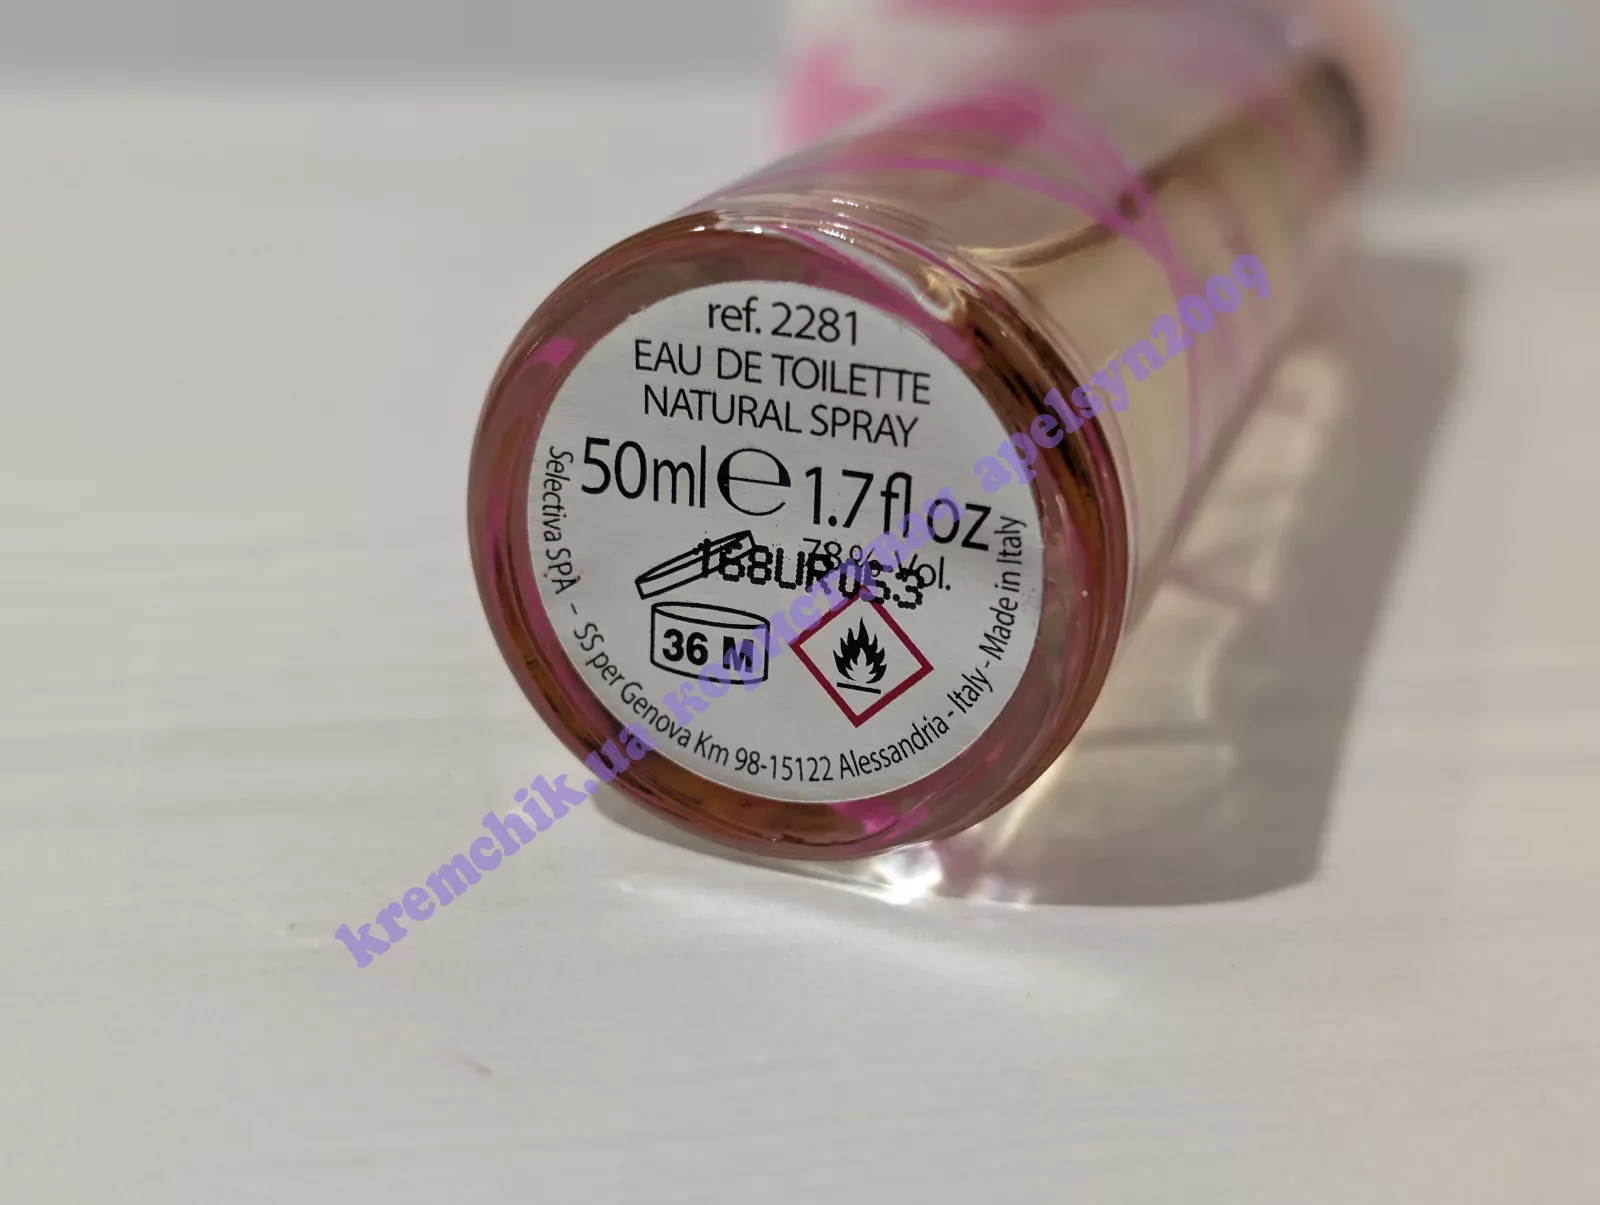 ref. 2281
EAU DE TOILETTE
NATURAL SPRAY
50ml e 1.7 fl oz
78 % Vol.
36 M
Selectiva SPA - SS per Genova Km 98-15122 Alessandria - Italy - Made in Italy
kremchik.ua користувач apelsyn2009